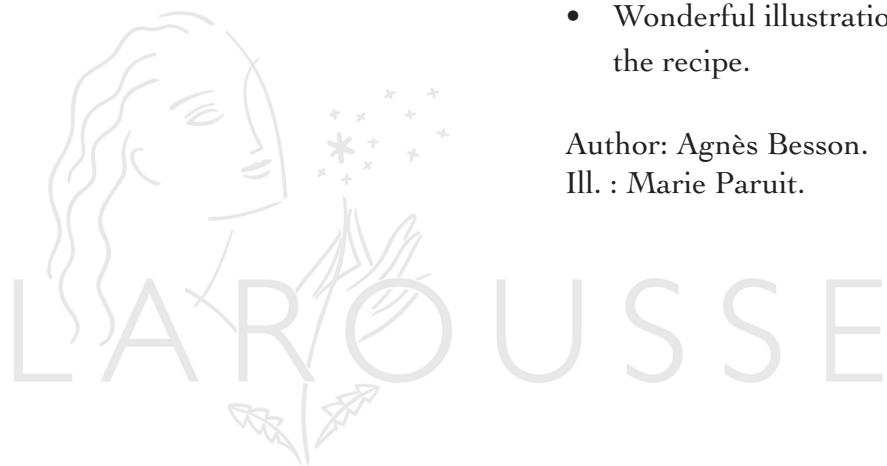 • Wonderful illustratio
the recipe.
Author: Agnès Besson.
Ill. : Marie Paruit.
LAROUSSE